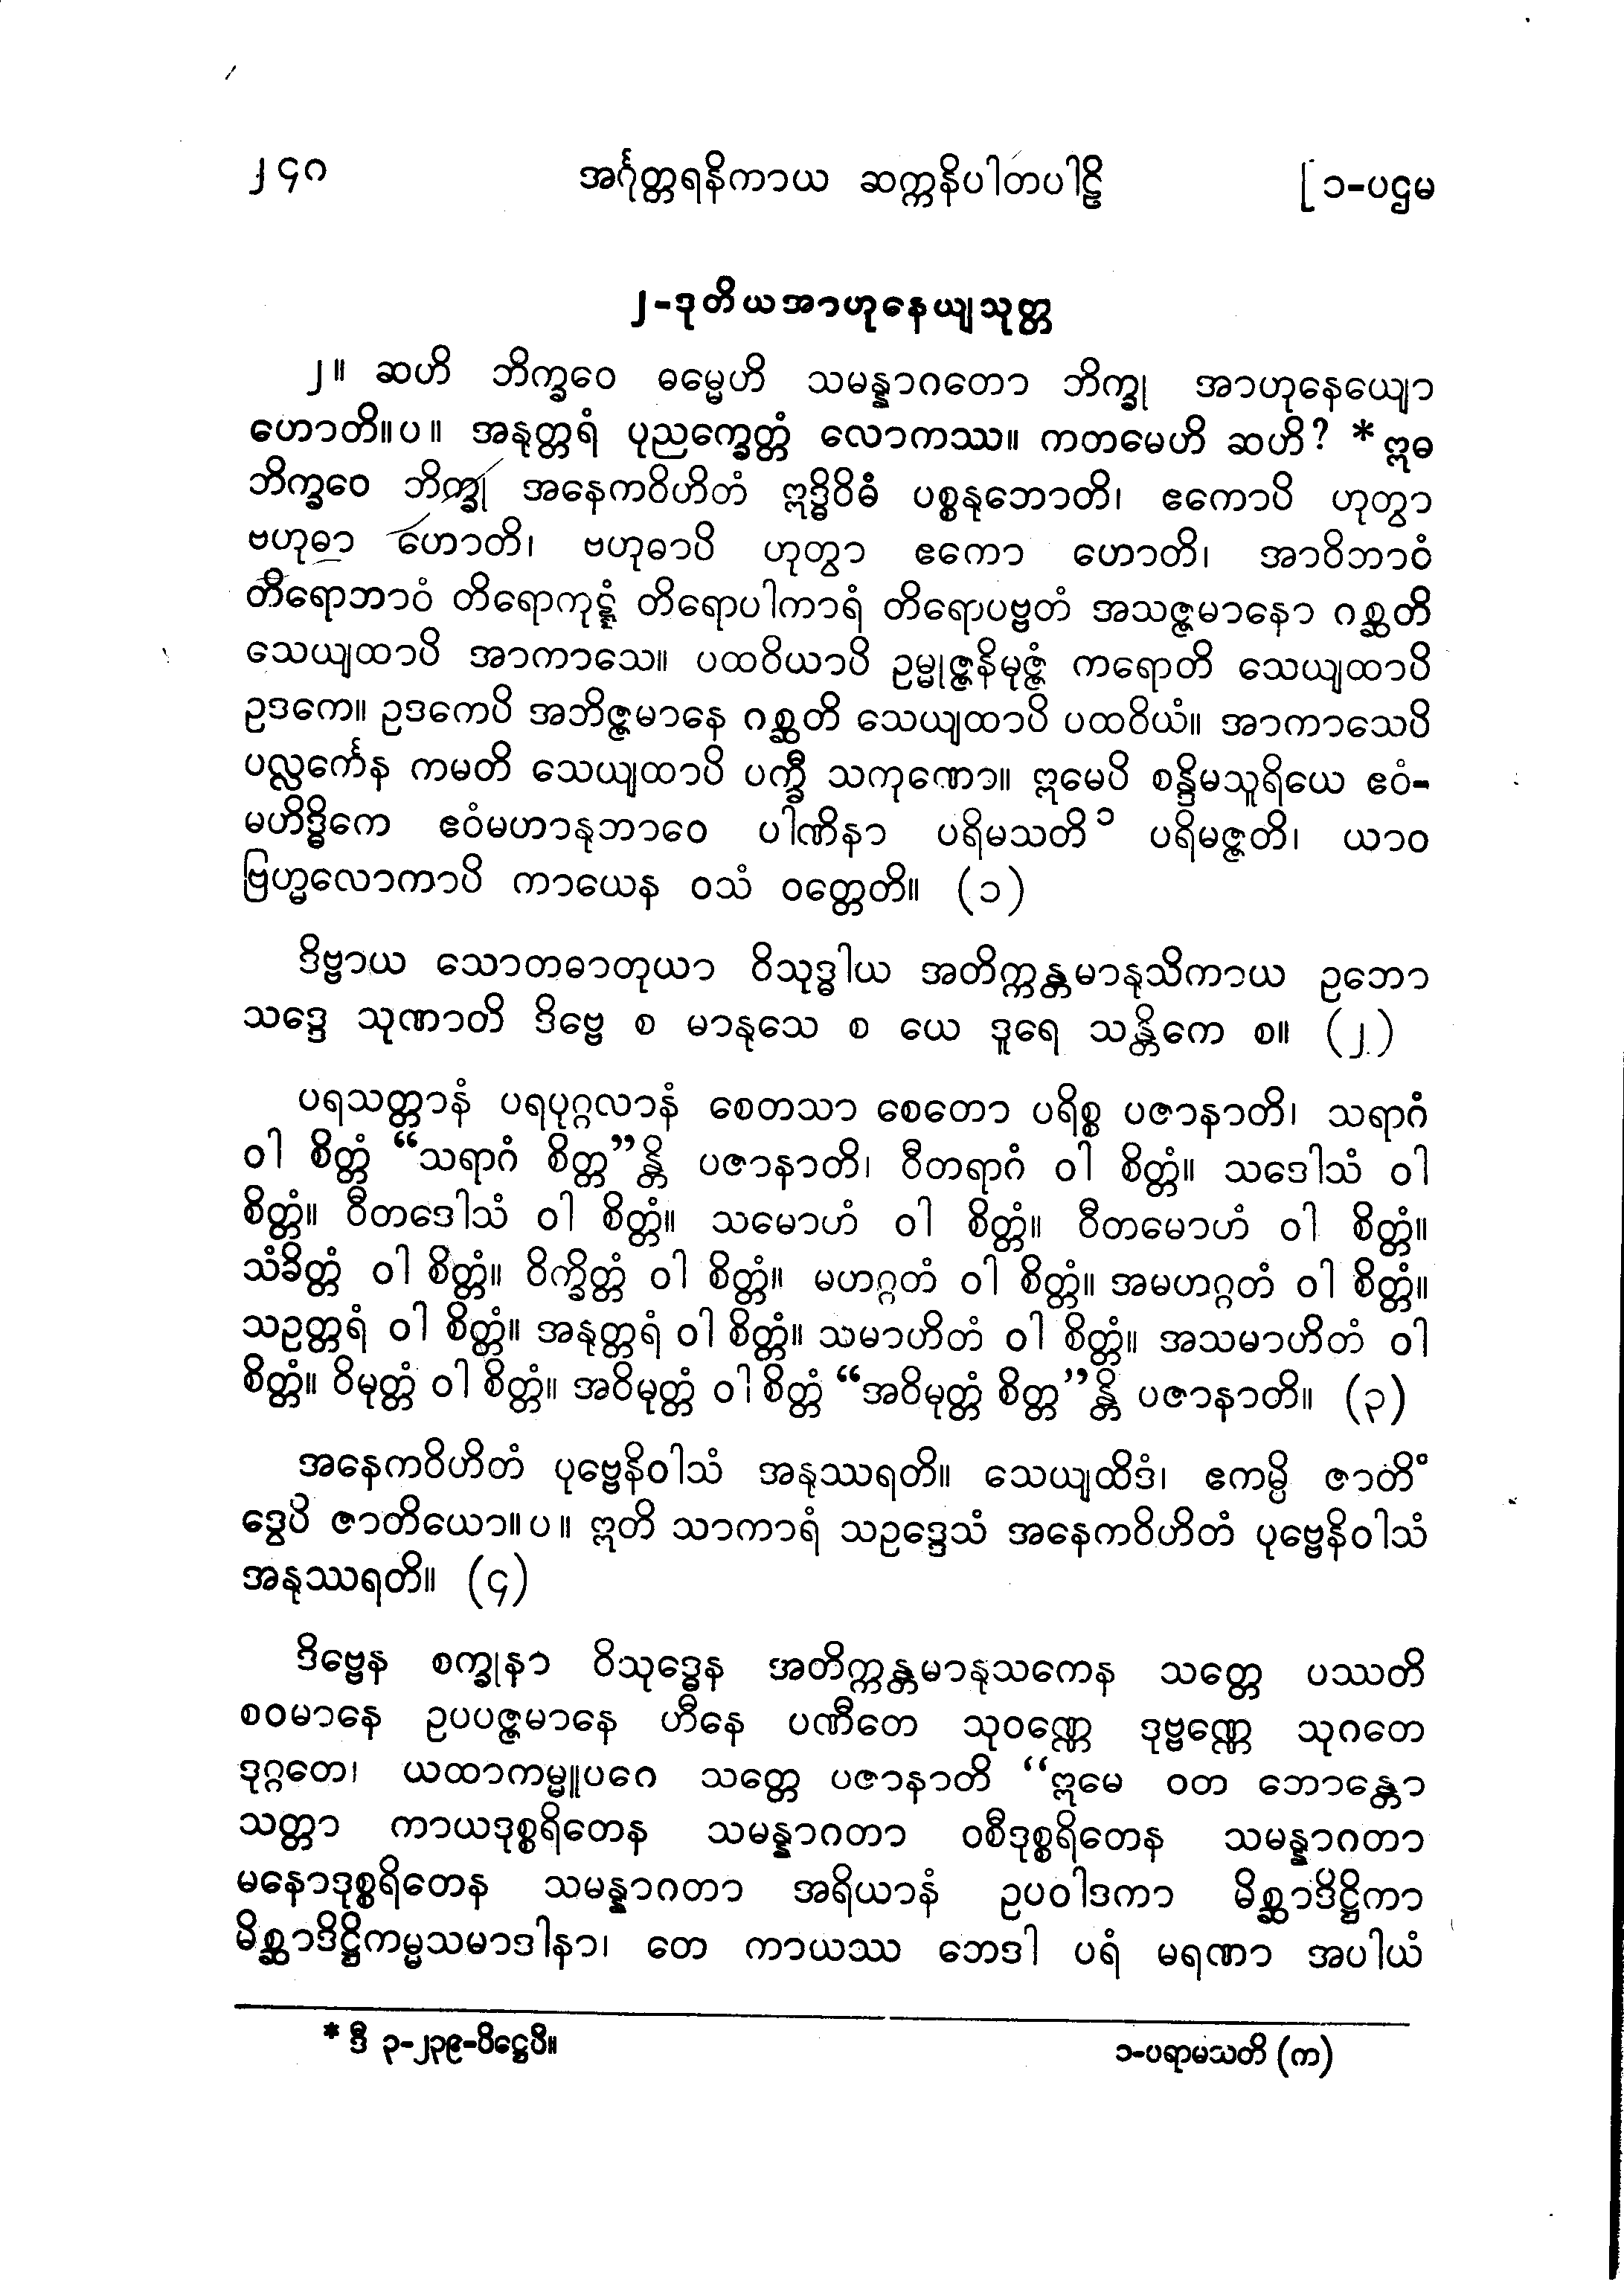 ၂၄၀ အင်္ဂုတ္တရနိကာယ ဆက္ကနိပါတပါဠိ [ ၁-ပဌမ
၂-ဒုတိယအာဟုနေယျသုတ္တ
၂။ ဆဟိ ဘိက္ခဝေ ဓမ္မေဟိ သမန္နာဂတော ဘိက္ခု အာဟုနေယျော
ဟောတိ။ပ။ အနုတ္တရံ ပုညက္ခေတ္တံ လောကဿ။ ကတမေဟိ ဆဟိ? *ဣဓ
ဘိက္ခဝေ ဘိက္ခု အနေကဝိဟိတံ ဣဒ္ဓိဝိဓံ ပစ္စနုဘောတိ၊ ဧကောပိ ဟုတွာ
ဗဟုဓာ ဟောတိ၊ ဗဟုဓာပိ ဟုတွာ ဧကော ဟောတိ၊ အာဝိဘာဝံ
တိရောဘာဝံ တိရောကုဋ္ဋံ တိရောပါကာရံ တိရောပဗ္ဗတံ အသဇ္ဇမာနော ဂစ္ဆတိ
သေယျထာပိ အာကာသေ။ ပထဝိယာပိ ဥမ္မုဇ္ဇနိမုဇ္ဇံ ကရောတိ သေယျထာပိ
ဥဒကေ။ ဥဒကေပိ အဘိဇ္ဇမာနေ ဂစ္ဆတိ သေယျထာပိ ပထဝိယံ။ အာကာသေပိ
ပလ္လင်္ကေန ကမတိ သေယျထာပိ ပက္ခီ သကုဏော။ ဣမေပိ စန္ဒိမသူရိယေ ဧဝံ-
မဟိဒ္ဓိကေ ဧဝံမဟာနုဘာဝေ ပါဏိနာ ပရိမသတိ ၁ ပရိမဇ္ဇတိ၊ ယာဝ
ဗြဟ္မလောကာပိ ကာယေန ဝသံ ဝတ္တေတိ။ (၁)
ဒိဗ္ဗာယ သောတဓာတုယာ ဝိသုဒ္ဓါယ အတိက္ကန္တမာနုသိကာယ ဥဘော
သဒ္ဒေ သုဏာတိ ဒိဗ္ဗေ စ မာနုသေ စ ယေ ဒူရေ သန္တိကေ စ။ (၂)
ပရသတ္တာနံ ပရပုဂ္ဂလာနံ စေတသာ စေတော ပရိစ္စ ပဇာနာတိ၊ သရာဂံ
ဝါ စိတ္တံ “သရာဂံ စိတ္တ”န္တိ ပဇာနာတိ၊ ဝီတရာဂံ ဝါ စိတ္တံ။ သဒေါသံ ဝါ
စိတ္တံ။ ဝီတဒေါသံ ဝါ စိတ္တံ။ သမောဟံ ဝါ စိတ္တံ။ ဝီတမောဟံ ဝါ စိတ္တံ။
သံခိတ္တံ ဝါ စိတ္တံ။ ဝိက္ခိတ္တံ ဝါ စိတ္တံ။ မဟဂ္ဂတံ ဝါ စိတ္တံ။ အမဟဂ္ဂတံ ဝါ စိတ္တံ။
သဥတ္တရံ ဝါ စိတ္တံ။ အနုတ္တရံ ဝါ စိတ္တံ။ သမာဟိတံ ဝါ စိတ္တံ။ အသမာဟိတံ ဝါ
စိတ္တံ။ ဝိမုတ္တံ ဝါ စိတ္တံ။ အဝိမုတ္တံ ဝါ စိတ္တံ “အဝိမုတ္တံ စိတ္တ”န္တိ ပဇာနာတိ။ (၃)
အနေကဝိဟိတံ ပုဗ္ဗေနိဝါသံ အနုဿရတိ။ သေယျထိဒံ၊ ဧကမ္ပိ ဇာတိံ
ဒွေပိ ဇာတိယော။ပ။ ဣတိ သာကာရံ သဥဒ္ဒေသံ အနေကဝိဟိတံ ပုဗ္ဗေနိဝါသံ
အနုဿရတိ။ (၄)
ဒိဗ္ဗေန စက္ခုနာ ဝိသုဒ္ဓေန အတိက္ကန္တမာနုသကေန သတ္တေ ပဿတိ
စဝမာနေ ဥပပဇ္ဇမာနေ ဟီနေ ပဏီတေ သုဝဏ္ဏေ ဒုဗ္ဗဏ္ဏေ သုဂတေ
ဒုဂ္ဂတေ၊ ယထာကမ္မူပဂေ သတ္တေ ပဇာနာတိ “ဣမေ ဝတ ဘောန္တော
သတ္တာ ကာယဒုစ္စရိတေန သမန္နာဂတာ ဝစီဒုစ္စရိတေန သမန္နာဂတာ
မနောဒုစ္စရိတေန သမန္နာဂတာ အရိယာနံ ဥပဝါဒကာ မိစ္ဆာဒိဋ္ဌိကာ
မိစ္ဆာဒိဋ္ဌိကမ္မသမာဒါနာ၊ တေ ကာယဿ ဘေဒါ ပရံ မရဏာ အပါယံ
* ဒီ ၃-၂၃၉-ပိဋ္ဌေပိ။ ၁-ပရာမသတိ (က)